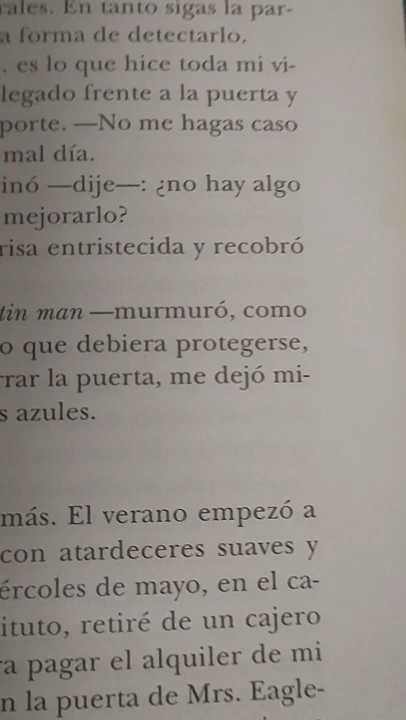 rales. En tanto sigas la par-
a forma de detectarlo.
. es lo que hice toda mi vi-
legado frente a la puerta y
porte. —No me hagas caso
mal día.
inó —dije—: ¿no hay algo
mejorarlo?
risa entristecida y recobró
tin man —murmuró, como
o que debiera protegerse,
rrar la puerta, me dejó mi-
s azules.
más. El verano empezó a
con atardeceres suaves y
ércoles de mayo, en el ca-
ituto, retiré de un cajero
ra pagar el alquiler de mi
n la puerta de Mrs. Eagle-